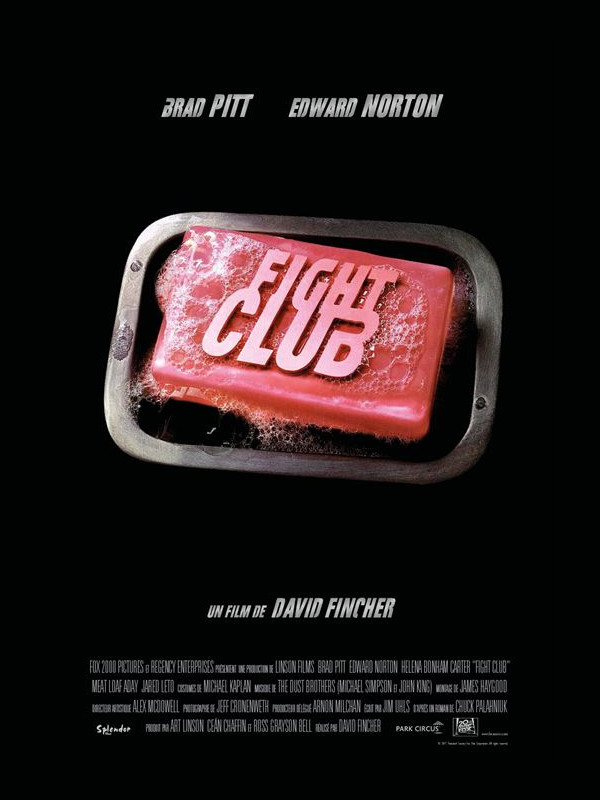 BRAD PITT EDWARD NORTON
FIGHT
CLUB
UN FILM DE DAVID FINCHER
FOX 2000 PICTURES ET REGENCY ENTERPRISES PRÉSENTENT UNE PRODUCTION DE LINSON FILMS BRAD PITT EDWARD NORTON HELENA BONHAM CARTER "FIGHT CLUB"
MEAT LOAF ADAY JARED LETO COSTUMES DE MICHAEL KAPLAN MUSIQUE DE THE DUST BROTHERS (MICHAEL SIMPSON ET JOHN KING) MONTAGE DE JAMES HAYGOOD
DIRECTEUR ARTISTIQUE ALEX MCDOWELL PHOTOGRAPHIE DE JEFF CRONENWETH PRODUCTEUR DÉLÉGUÉ ARNON MILCHAN ÉCRIT PAR JIM UHLS D'APRÈS UN ROMAN DE CHUCK PALAHNIUK
PRODUIT PAR ART LINSON CEÁN CHAFFIN ET ROSS GRAYSON BELL RÉALISÉ PAR DAVID FINCHER
Splendor
FILMS
PARK CIRCUS
20th
FOX